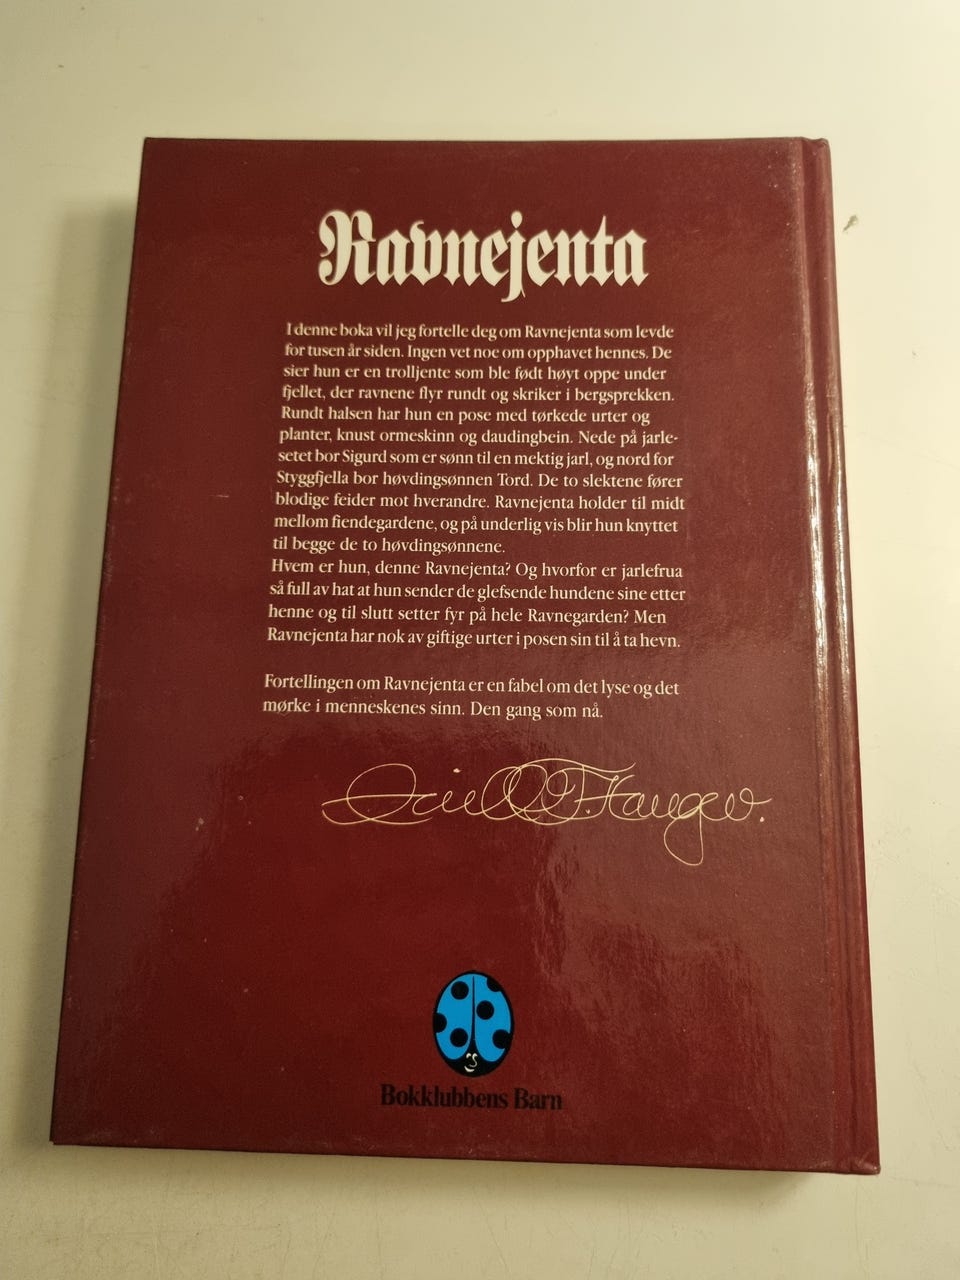 Ravnejenta
I denne boka vil jeg fortelle deg om Ravnejenta som levde
for tusen år siden. Ingen vet noe om opphavet hennes. De
sier hun er en trolljente som ble født høyt oppe under
fjellet, der ravnene flyr rundt og skriker i bergsprekken.
Rundt halsen har hun en pose med tørkede urter og
planter, knust ormeskinn og daudingbein. Nede på jarle-
setet bor Sigurd som er sønn til en mektig jarl, og nord for
Styggfjella bor høvdingsønnen Tord. De to slektene fører
blodige feider mot hverandre. Ravnejenta holder til midt
mellom fiendegardene, og på underlig vis blir hun knyttet
til begge de to høvdingsønnene.
Hvem er hun, denne Ravnejenta? Og hvorfor er jarlefrua
så full av hat at hun sender de glefsende hundene sine etter
henne og til slutt setter fyr på hele Ravnegarden? Men
Ravnejenta har nok av giftige urter i posen sin til å ta hevn.
Fortellingen om Ravnejenta er en fabel om det lyse og det
mørke i menneskenes sinn. Den gang som nå.
Bokklubbens Barn